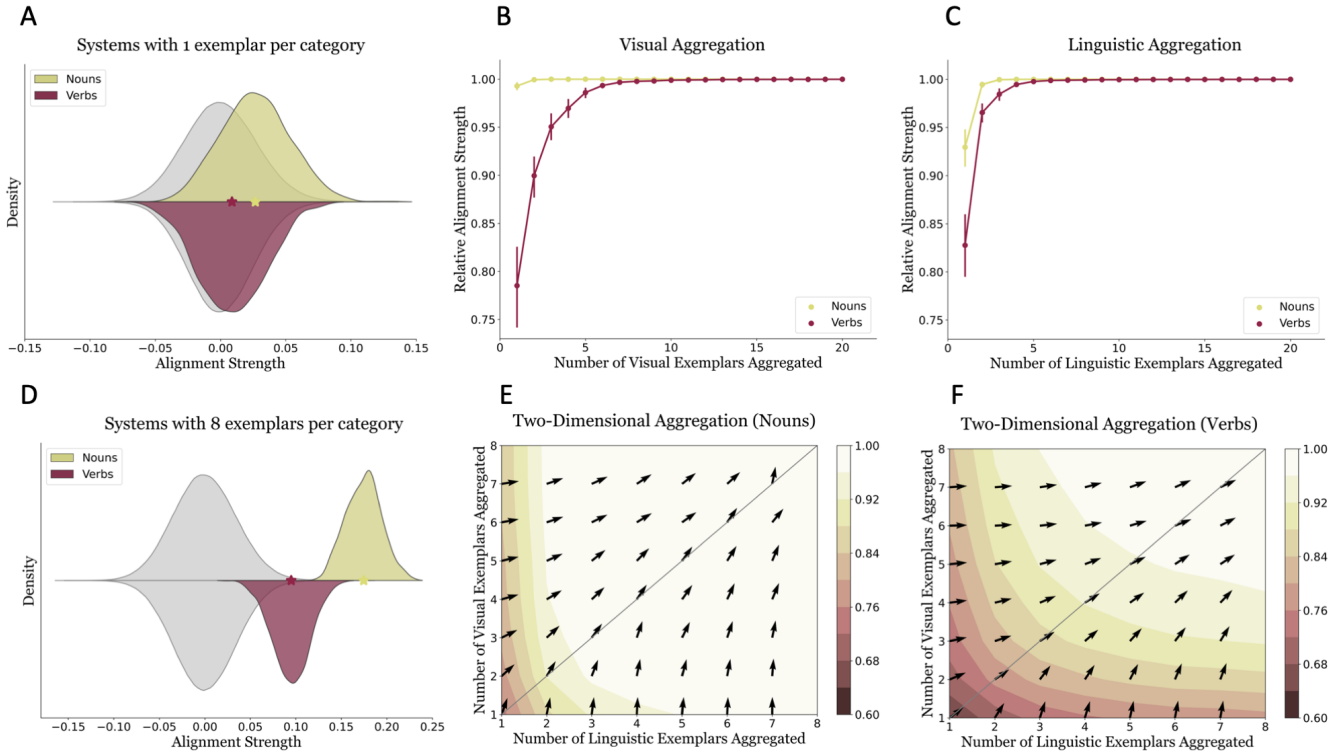 A
Systems with 1 exemplar per category
Nouns
Verbs
Density
−0.15 −0.10 −0.05 0.00 0.05 0.10 0.15
Alignment Strength
B
Visual Aggregation
Relative Alignment Strength
1.00
0.95
0.90
0.85
0.80
0.75
Nouns
Verbs
0 5 10 15 20
Number of Visual Exemplars Aggregated
C
Linguistic Aggregation
Relative Alignment Strength
1.00
0.95
0.90
0.85
0.80
0.75
Nouns
Verbs
0 5 10 15 20
Number of Linguistic Exemplars Aggregated
D
Systems with 8 exemplars per category
Nouns
Verbs
Density
−0.15 −0.10 −0.05 0.00 0.05 0.10 0.15 0.20 0.25
Alignment Strength
E
Two-Dimensional Aggregation (Nouns)
Number of Visual Exemplars Aggregated
8
7
6
5
4
3
2
1
1 2 3 4 5 6 7 8
Number of Linguistic Exemplars Aggregated
1.00
0.92
0.84
0.76
0.68
0.60
F
Two-Dimensional Aggregation (Verbs)
Number of Visual Exemplars Aggregated
8
7
6
5
4
3
2
1
1 2 3 4 5 6 7 8
Number of Linguistic Exemplars Aggregated
1.00
0.92
0.84
0.76
0.68
0.60